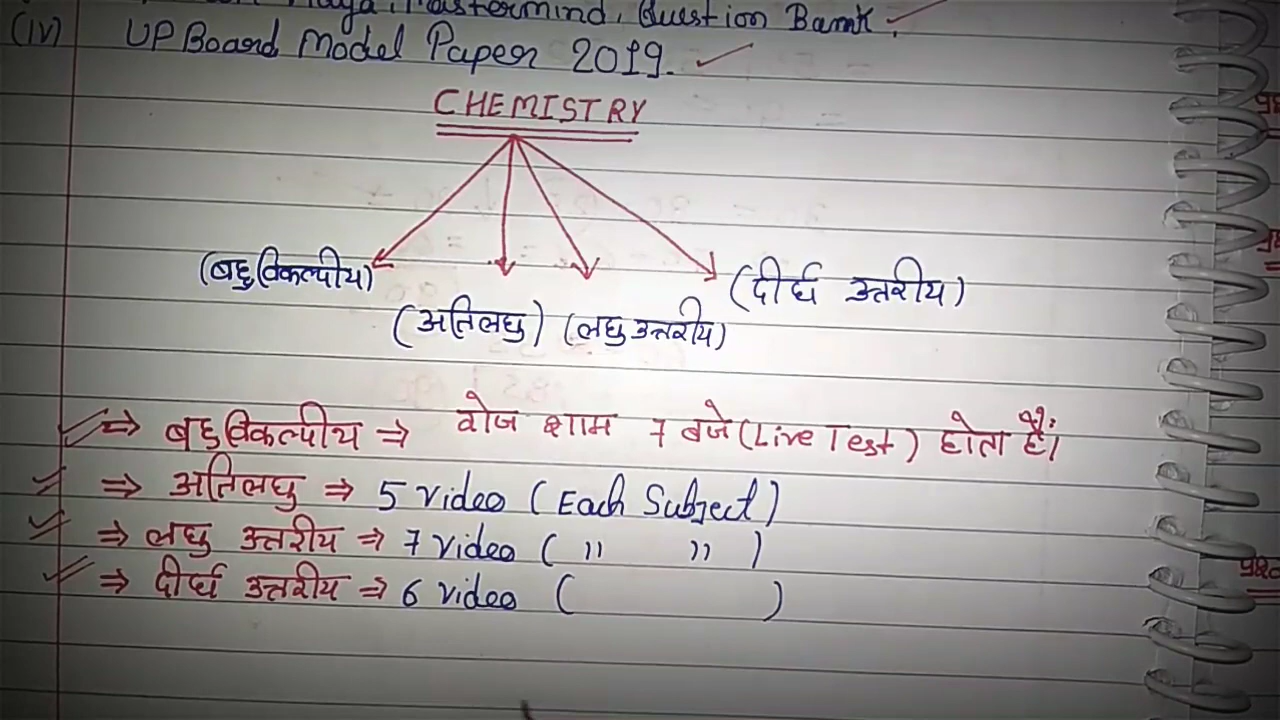 Mastermind, Question Bank.
(iv) UP Board Model Paper 2019.
CHEMISTRY
(बहुविकल्पीय)
(अतिलघु) (लघु उत्तरीय)
(दीर्घ उत्तरीय)
⇒ बहुविकल्पीय ⇒ रोज शाम 7 बजे (Live Test) होता हैं।
⇒ अतिलघु ⇒ 5 video (Each Subject)
⇒ लघु उत्तरीय ⇒ 7 video ( ,, ,, )
⇒ दीर्घ उत्तरीय ⇒ 6 video ( )